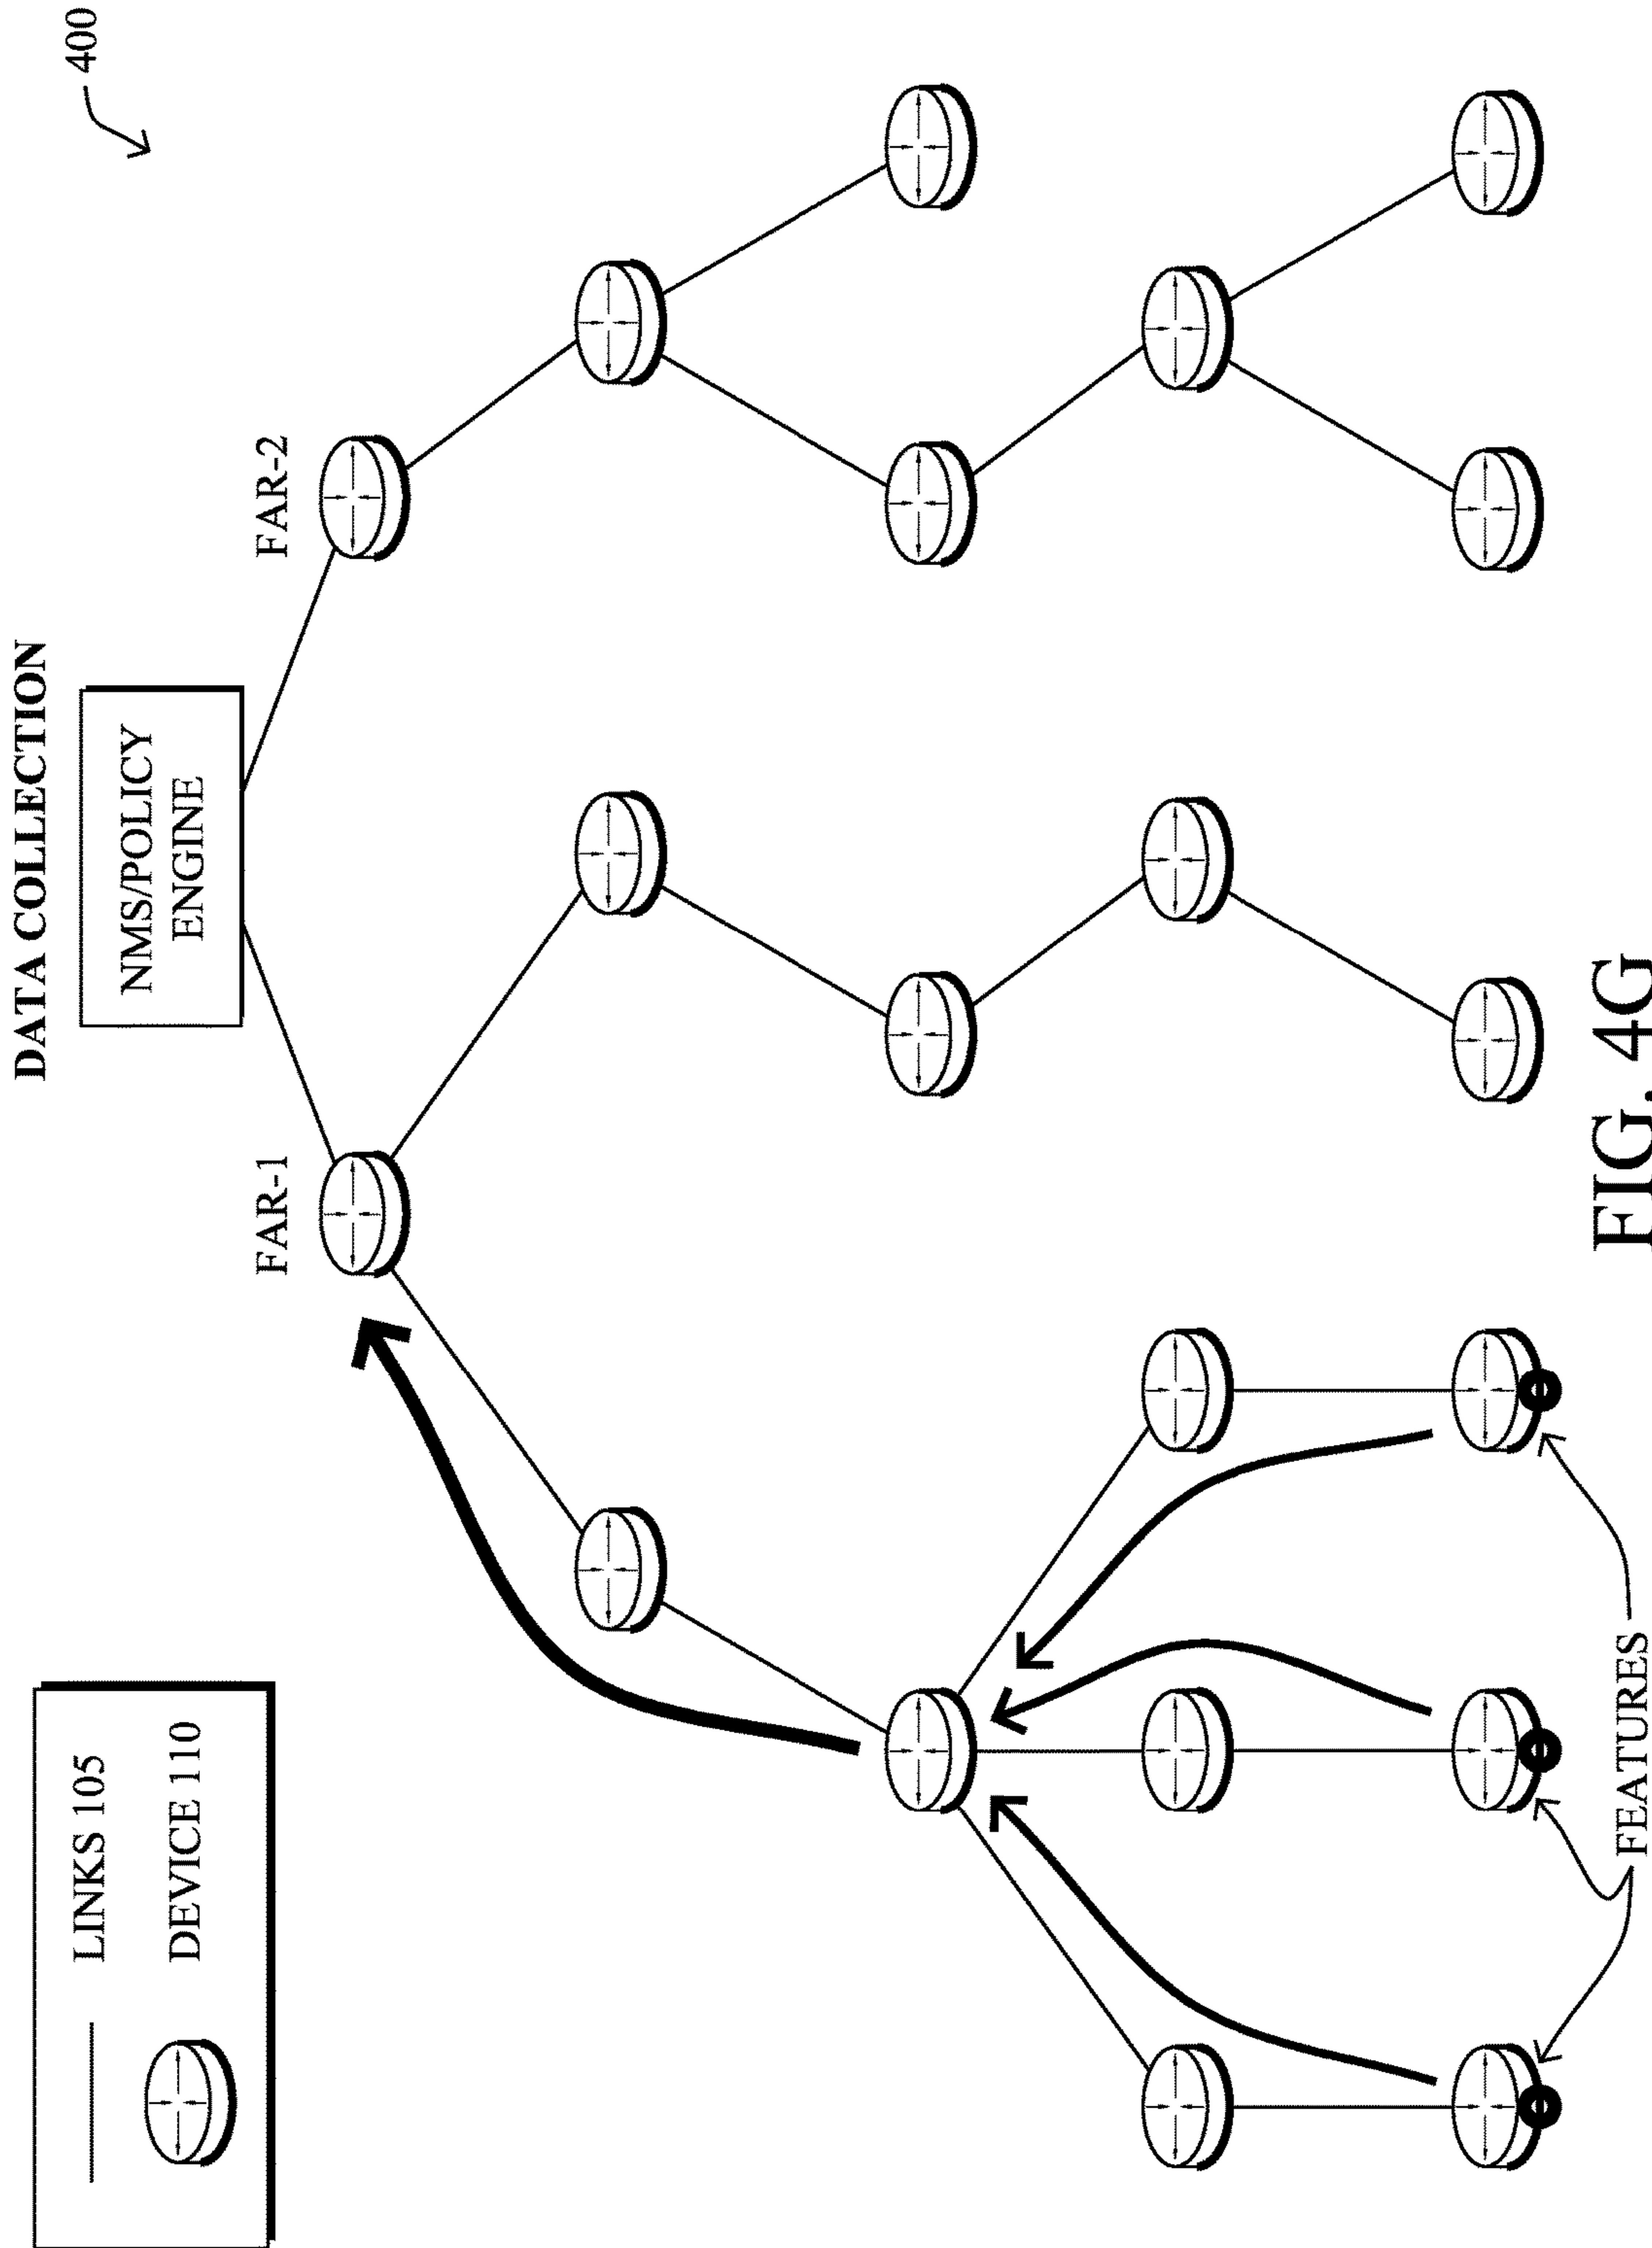 DATA COLLECTION
400
LINKS 105
DEVICE 110
NMS/POLICY
ENGINE
FAR-1
FAR-2
FEATURES
FIG. 4G